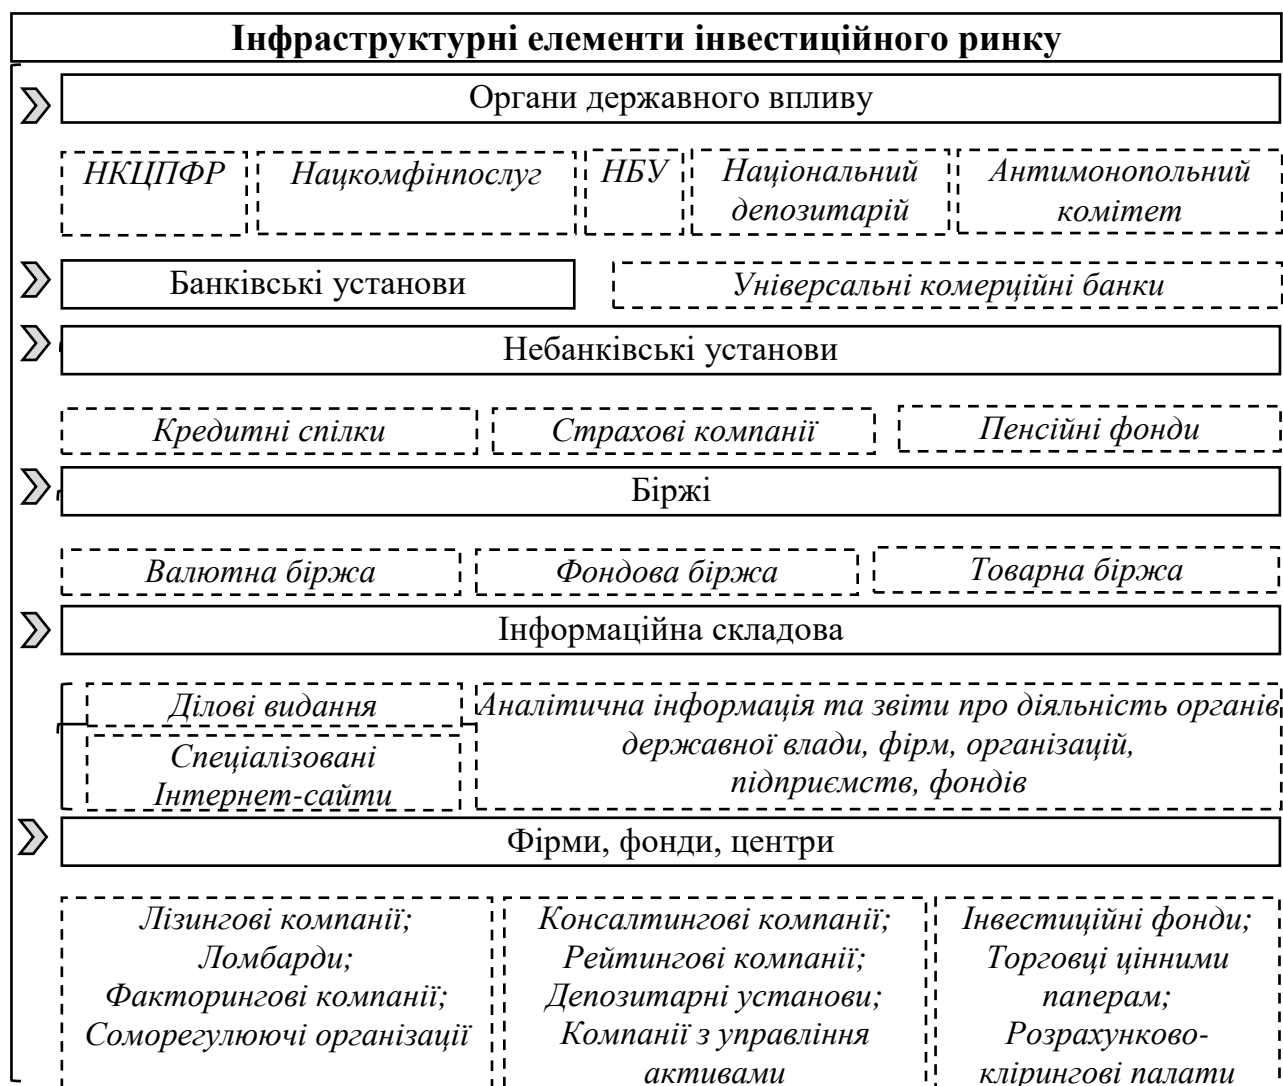 Інфраструктурні елементи інвестиційного ринку
Органи державного впливу
НКЦПФР
Нацкомфінпослуг
НБУ
Національний
депозитарій
Антимонопольний
комітет
Банківські установи
Універсальні комерційні банки
Небанківські установи
Кредитні спілки
Страхові компанії
Пенсійні фонди
Біржі
Валютна біржа
Фондова біржа
Товарна біржа
Інформаційна складова
Ділові видання
Спеціалізовані
Інтернет-сайти
Аналітична інформація та звіти про діяльність органів
державної влади, фірм, організацій,
підприємств, фондів
Фірми, фонди, центри
Лізингові компанії;
Ломбарди;
Факторингові компанії;
Соморегулюючі організації
Консалтингові компанії;
Рейтингові компанії;
Депозитарні установи;
Компанії з управління
активами
Інвестиційні фонди;
Торговці цінними
паперам;
Розрахунково-
клірингові палати